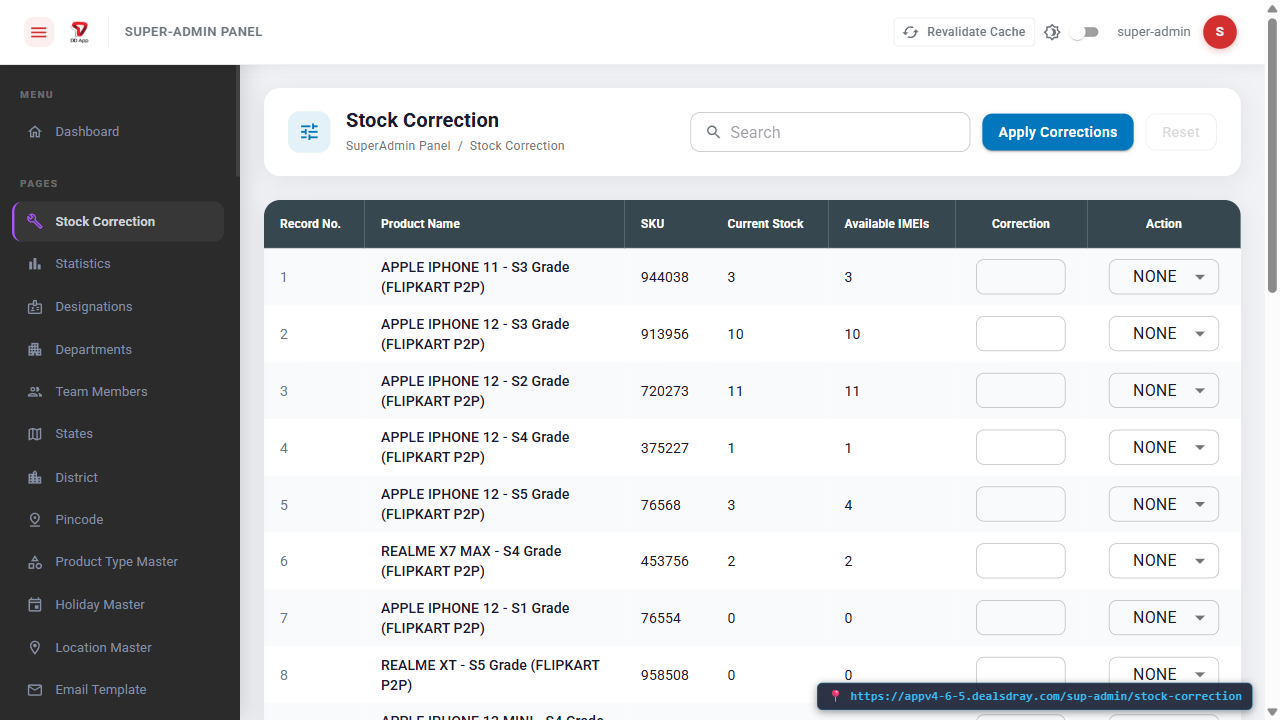 DD App
SUPER-ADMIN PANEL
Revalidate Cache
super-admin
S
MENU
Dashboard
PAGES
Stock Correction
Statistics
Designations
Departments
Team Members
States
District
Pincode
Product Type Master
Holiday Master
Location Master
Email Template
Stock Correction
SuperAdmin Panel / Stock Correction
Search
Apply Corrections
Reset
Record No. Product Name SKU Current Stock Available IMEIs Correction Action
1 APPLE IPHONE 11 - S3 Grade (FLIPKART P2P) 944038 3 3 NONE
2 APPLE IPHONE 12 - S3 Grade (FLIPKART P2P) 913956 10 10 NONE
3 APPLE IPHONE 12 - S2 Grade (FLIPKART P2P) 720273 11 11 NONE
4 APPLE IPHONE 12 - S4 Grade (FLIPKART P2P) 375227 1 1 NONE
5 APPLE IPHONE 12 - S5 Grade (FLIPKART P2P) 76568 3 4 NONE
6 REALME X7 MAX - S4 Grade (FLIPKART P2P) 453756 2 2 NONE
7 APPLE IPHONE 12 - S1 Grade (FLIPKART P2P) 76554 0 0 NONE
8 REALME XT - S5 Grade (FLIPKART P2P) 958508 0 0 NONE
APPLE IPHONE 12 MINI - S4 Grade
https://appv4-6-5.dealsdray.com/sup-admin/stock-correction